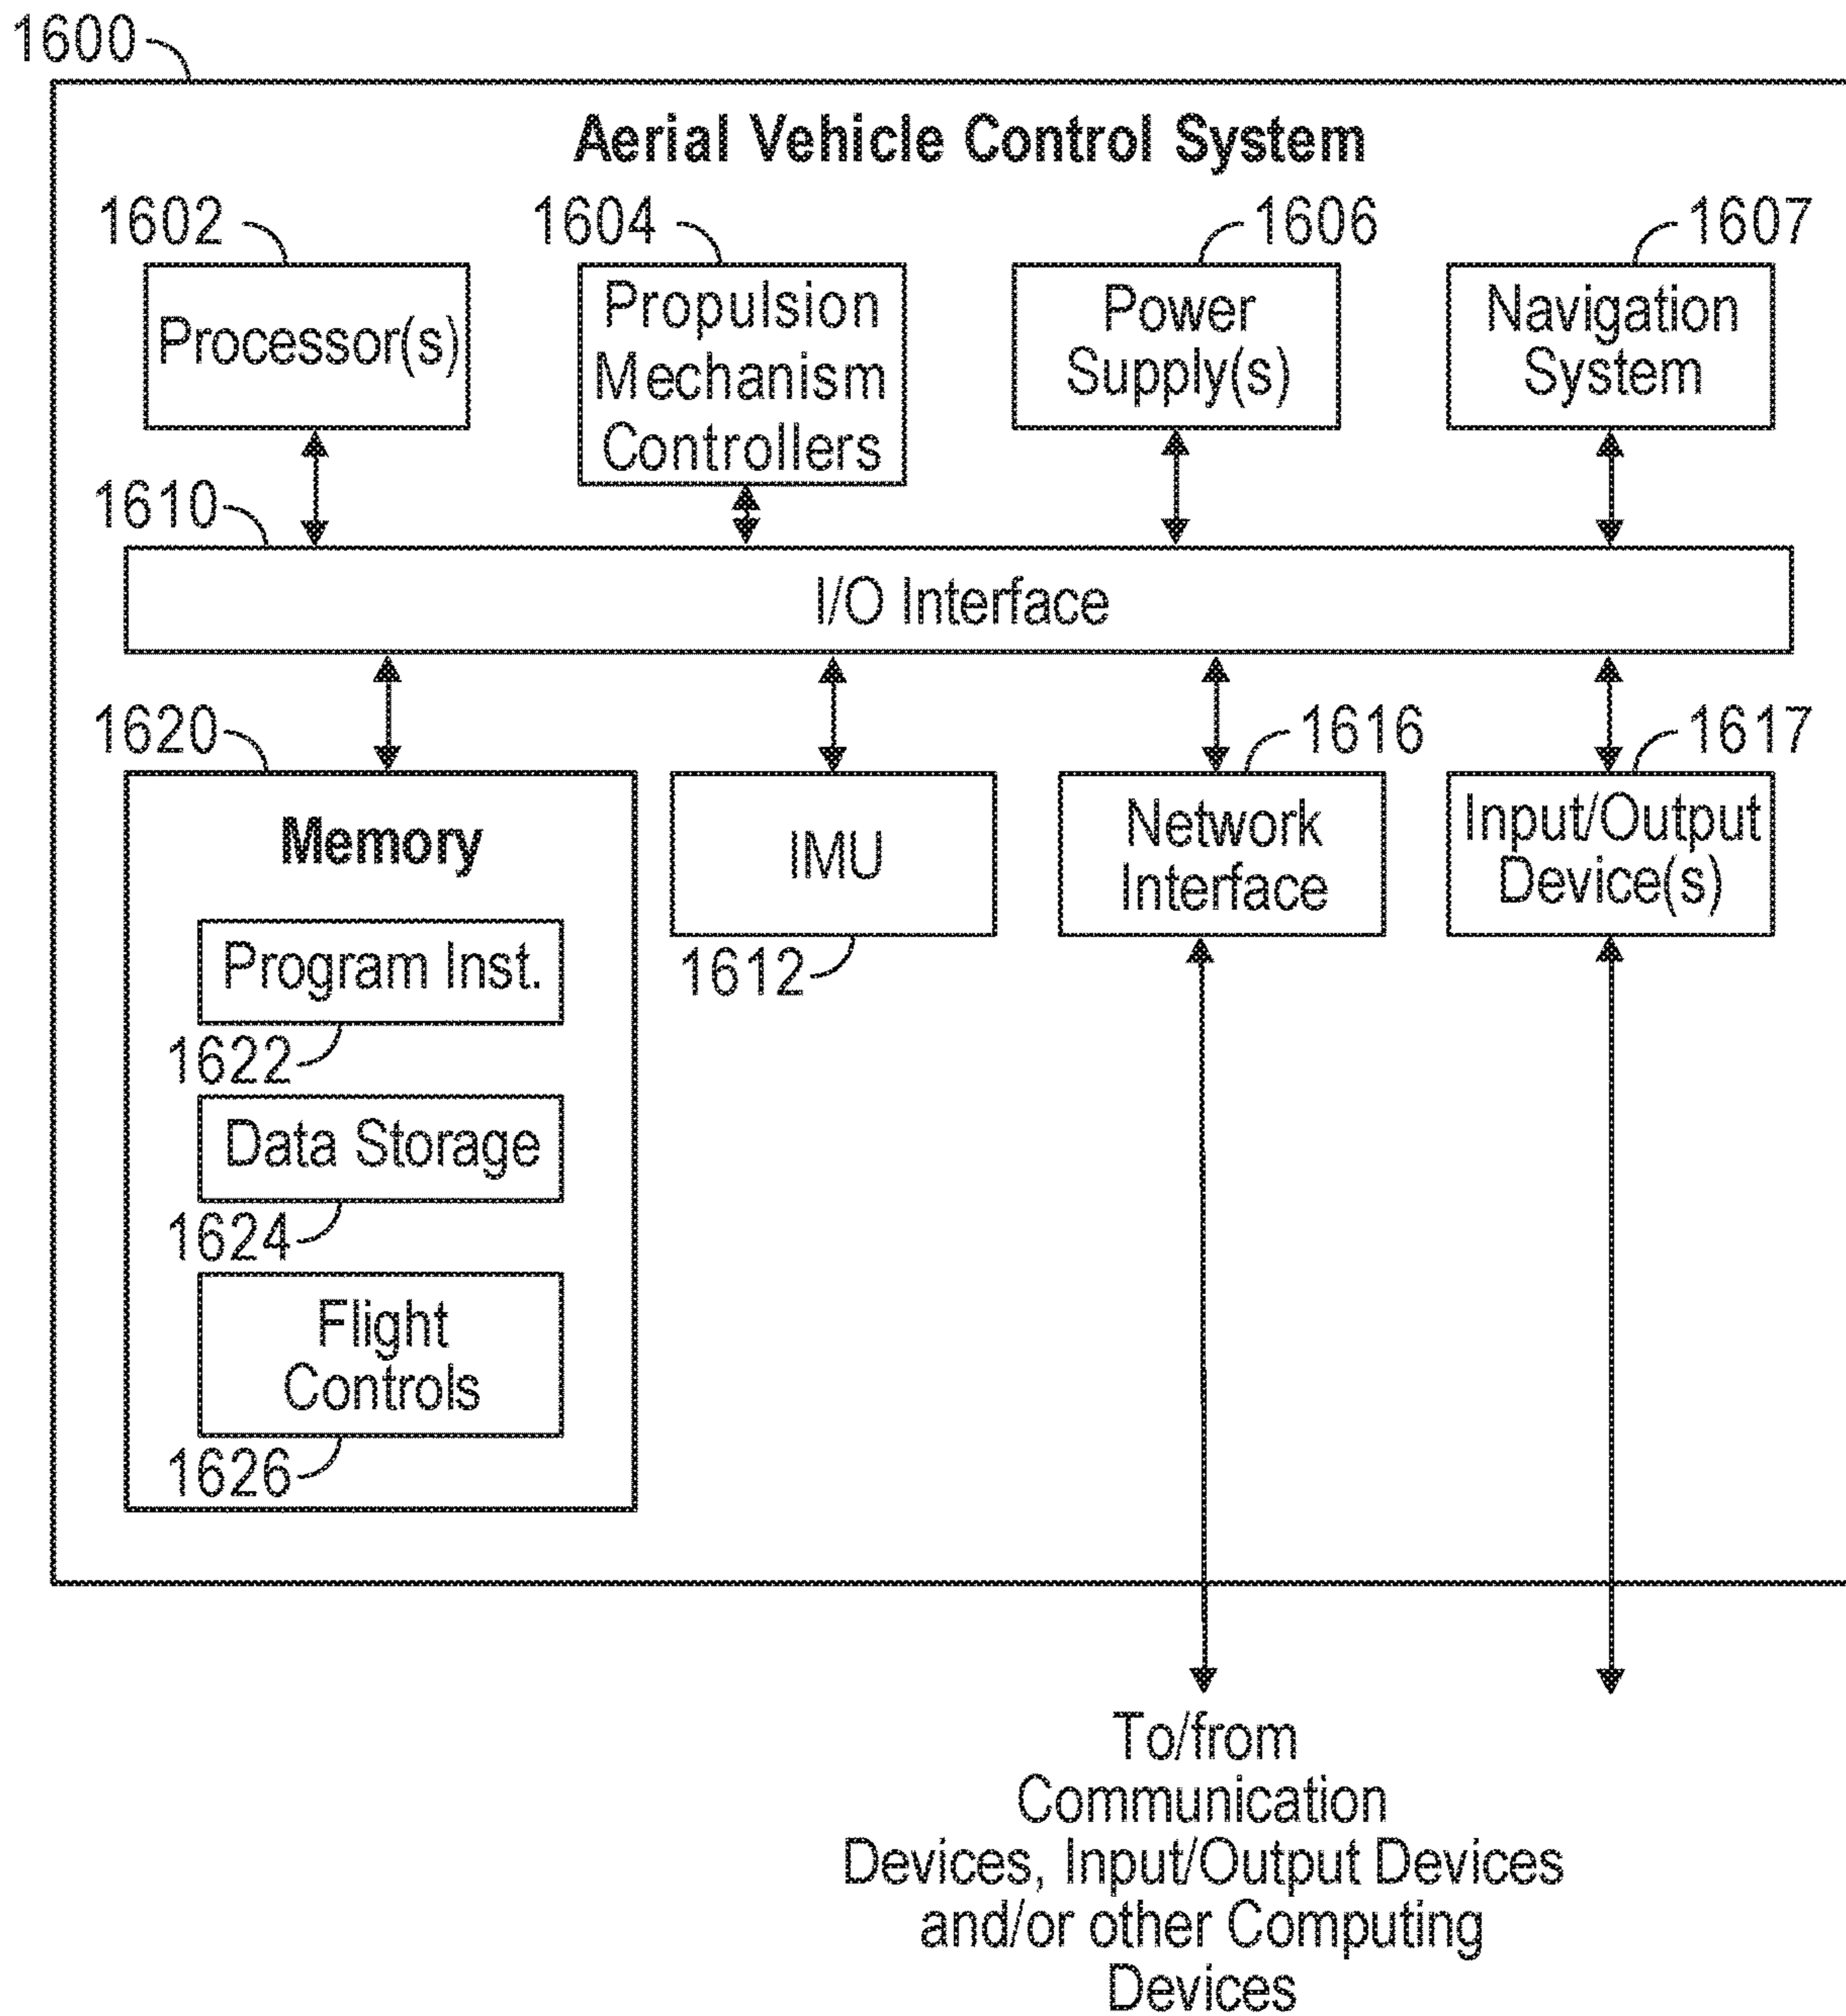 1600
Aerial Vehicle Control System
1602
1604
1606
1607
Processor(s)
Propulsion
Mechanism
Controllers
Power
Supply(s)
Navigation
System
1610
I/O Interface
1620
1616
1617
Memory
IMU
Network
Interface
Input/Output
Device(s)
1612
Program Inst.
1622
Data Storage
1624
Flight
Controls
1626
To/from
Communication
Devices, Input/Output Devices
and/or other Computing
Devices